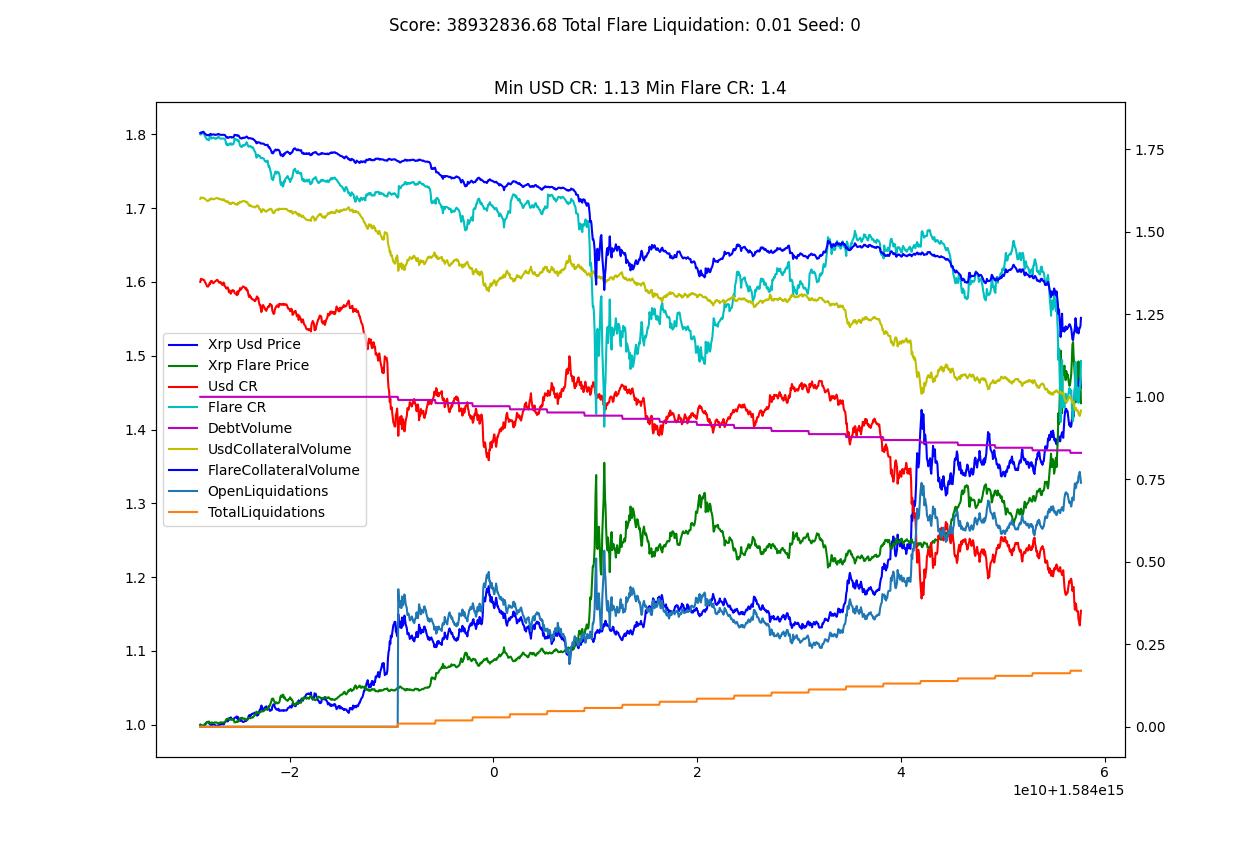 Score: 38932836.68 Total Flare Liquidation: 0.01 Seed: 0
Min USD CR: 1.13 Min Flare CR: 1.4
1.8
1.7
1.6
1.5
1.4
1.3
1.2
1.1
1.0
Xrp Usd Price
Xrp Flare Price
Usd CR
Flare CR
DebtVolume
UsdCollateralVolume
FlareCollateralVolume
OpenLiquidations
TotalLiquidations
1.75
1.50
1.25
1.00
0.75
0.50
0.25
0.00
−2 0 2 4 6
1e10+1.584e15